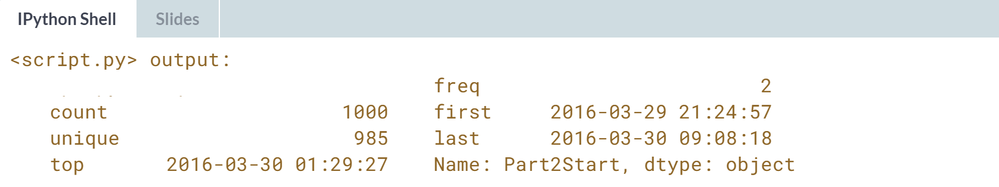 IPython Shell Slides
<script.py> output:
count 1000
unique 985
top 2016-03-30 01:29:27
freq 2
first 2016-03-29 21:24:57
last 2016-03-30 09:08:18
Name: Part2Start, dtype: object